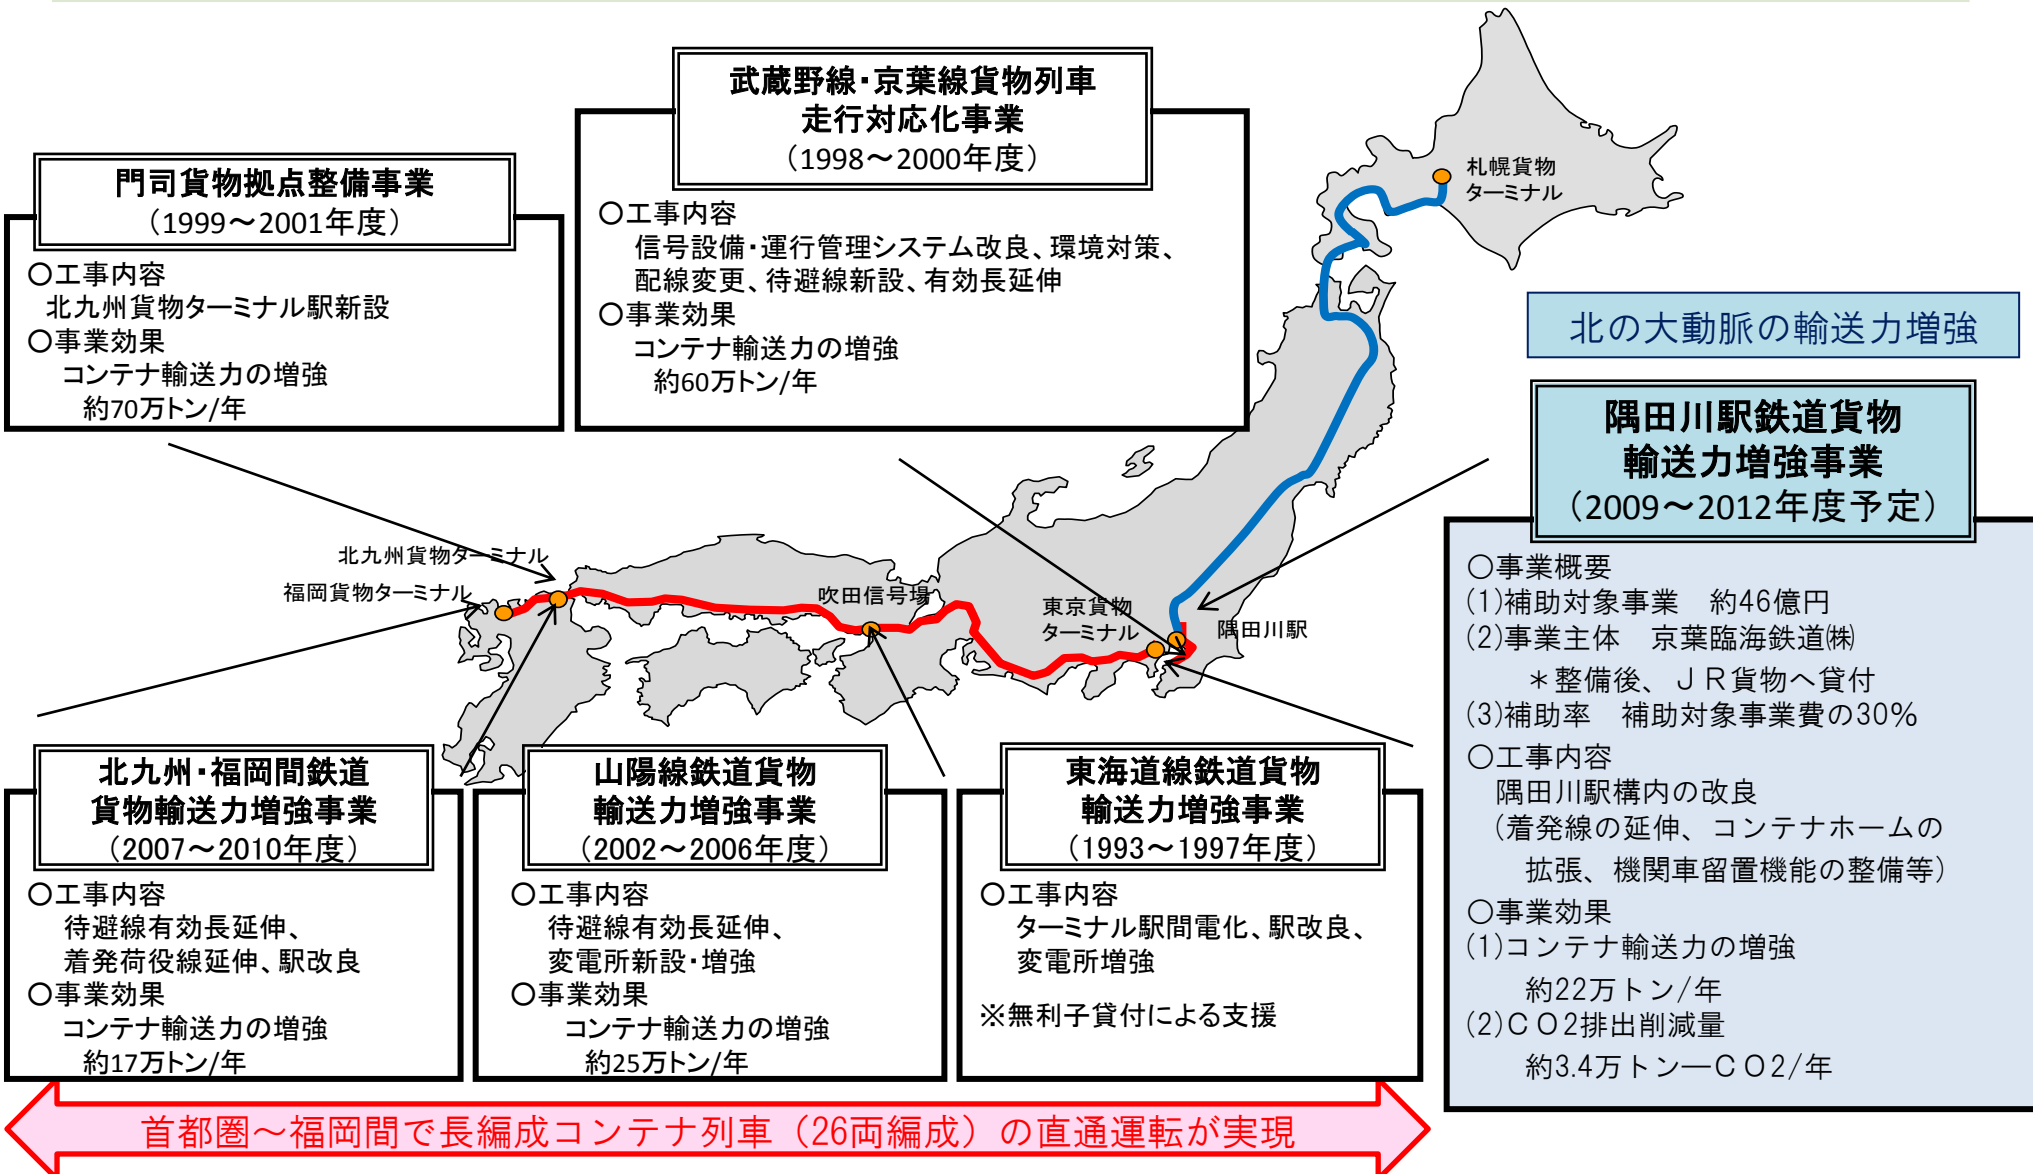 武蔵野線・京葉線貨物列車
走行対応化事業
（1998～2000年度）
○工事内容
信号設備・運行管理システム改良、環境対策、
配線変更、待避線新設、有効長延伸
○事業効果
コンテナ輸送力の増強
約60万トン/年
門司貨物拠点整備事業
（1999～2001年度）
○工事内容
北九州貨物ターミナル駅新設
○事業効果
コンテナ輸送力の増強
約70万トン/年
札幌貨物
ターミナル
北の大動脈の輸送力増強
隅田川駅鉄道貨物
輸送力増強事業
（2009～2012年度予定）
○事業概要
(1)補助対象事業　約46億円
(2)事業主体　京葉臨海鉄道㈱
＊整備後、ＪＲ貨物へ貸付
(3)補助率　補助対象事業費の30%
○工事内容
隅田川駅構内の改良
（着発線の延伸、コンテナホームの
拡張、機関車留置機能の整備等）
○事業効果
(1)コンテナ輸送力の増強
約22万トン/年
(2)ＣＯ2排出削減量
約3.4万トン―ＣＯ2/年
北九州貨物ターミナル
福岡貨物ターミナル
吹田信号場
東京貨物
ターミナル
隅田川駅
北九州・福岡間鉄道
貨物輸送力増強事業
（2007～2010年度）
○工事内容
待避線有効長延伸、
着発荷役線延伸、駅改良
○事業効果
コンテナ輸送力の増強
約17万トン/年
山陽線鉄道貨物
輸送力増強事業
（2002～2006年度）
○工事内容
待避線有効長延伸、
変電所新設・増強
○事業効果
コンテナ輸送力の増強
約25万トン/年
東海道線鉄道貨物
輸送力増強事業
（1993～1997年度）
○工事内容
ターミナル駅間電化、駅改良、
変電所増強
※無利子貸付による支援
首都圏～福岡間で長編成コンテナ列車（26両編成）の直通運転が実現